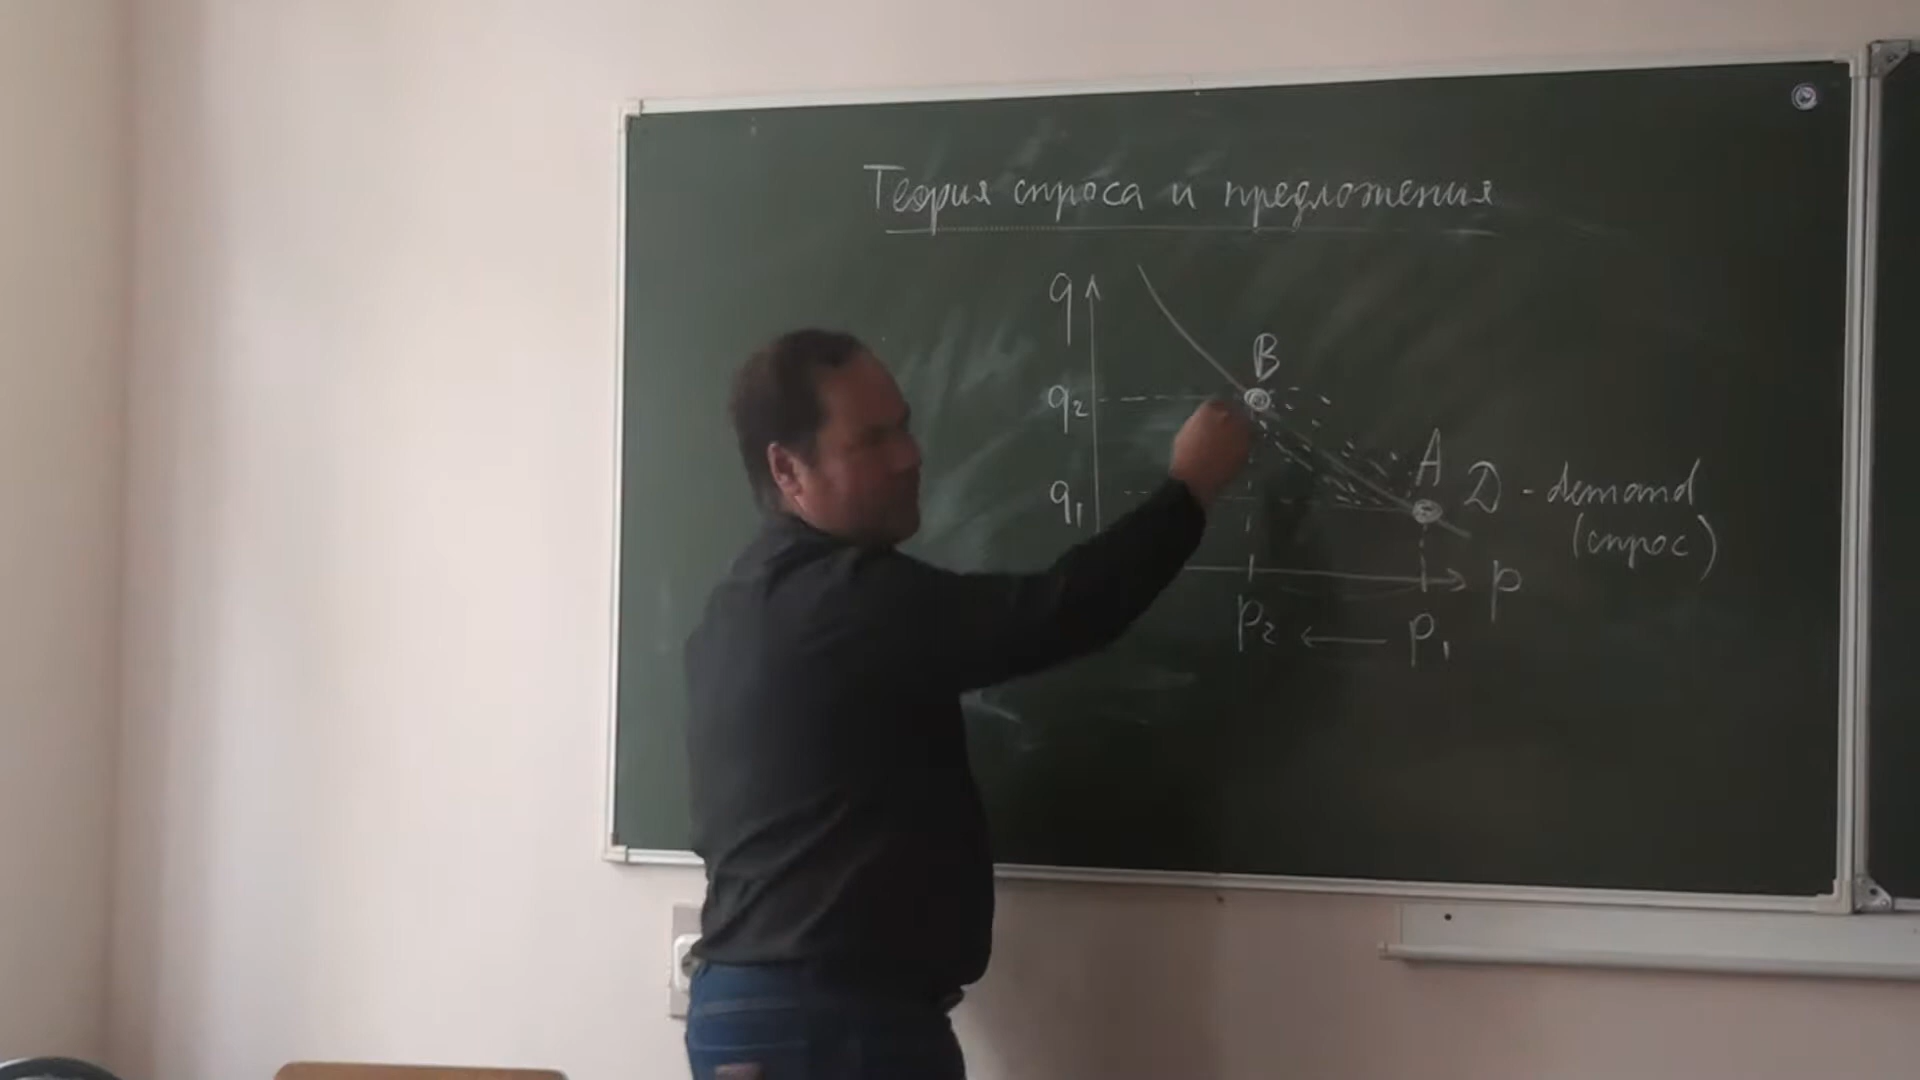 Теория спроса и предложения
q
B
q₂
A
q₁
D - demand
(спрос)
p
p₂ ← p₁